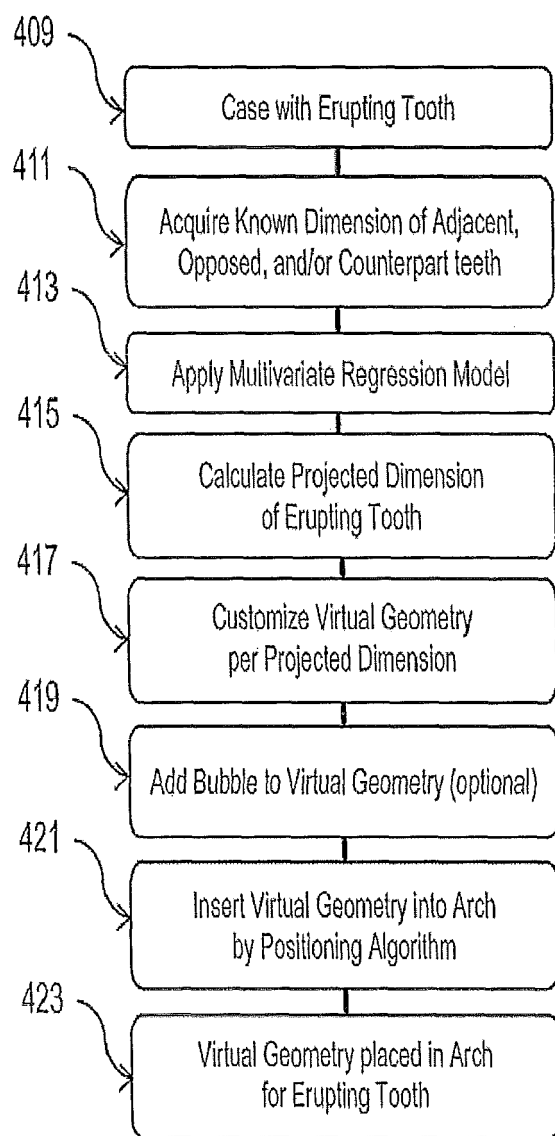 409
Case with Erupting Tooth
411
Acquire Known Dimension of Adjacent,
Opposed, and/or Counterpart teeth
413
Apply Multivariate Regression Model
415
Calculate Projected Dimension
of Erupting Tooth
417
Customize Virtual Geometry
per Projected Dimension
419
Add Bubble to Virtual Geometry (optional)
421
Insert Virtual Geometry into Arch
by Positioning Algorithm
423
Virtual Geometry placed in Arch
for Erupting Tooth